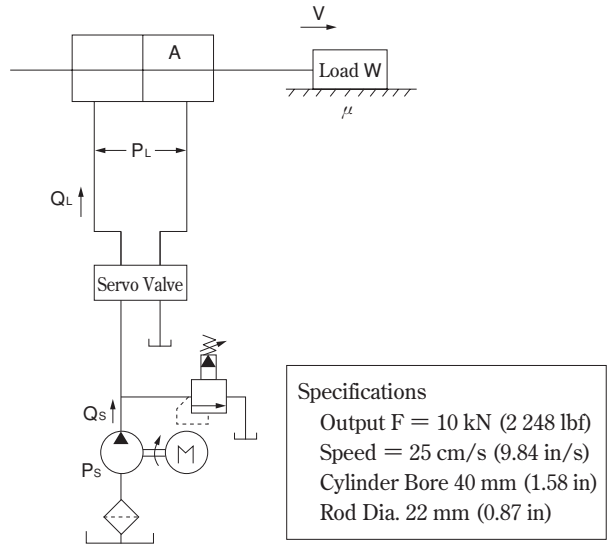 V
A
Load W
μ
PL
QL
Servo Valve
QS
PS
M
Specifications
Output F = 10 kN (2 248 lbf)
Speed = 25 cm/s (9.84 in/s)
Cylinder Bore 40 mm (1.58 in)
Rod Dia. 22 mm (0.87 in)